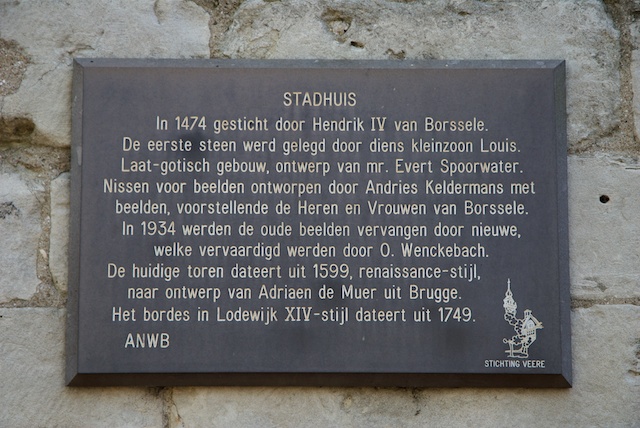 STADHUIS
In 1474 gesticht door Hendrik IV van Borssele.
De eerste steen werd gelegd door diens kleinzoon Louis.
Laat-gotisch gebouw, ontwerp van mr. Evert Spoorwater.
Nissen voor beelden ontworpen door Andries Keldermans met
beelden, voorstellende de Heren en Vrouwen van Borssele.
In 1934 werden de oude beelden vervangen door nieuwe,
welke vervaardigd werden door O. Wenckebach.
De huidige toren dateert uit 1599, renaissance-stijl,
naar ontwerp van Adriaen de Muer uit Brugge.
Het bordes in Lodewijk XIV-stijl dateert uit 1749.
ANWB
STICHTING VEERE